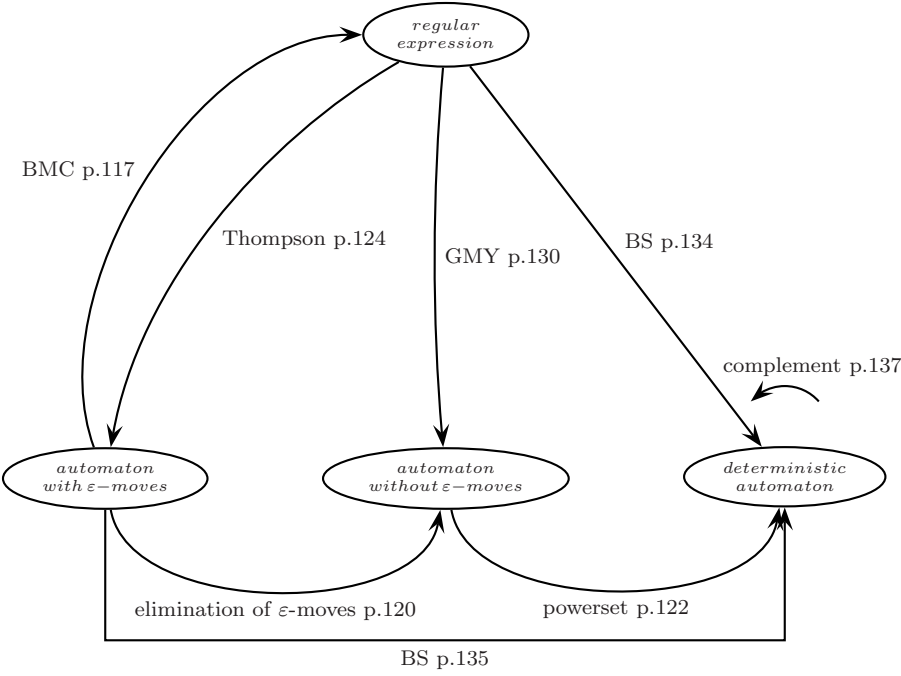 regular
expression
BMC p.117
Thompson p.124
BS p.134
GMY p.130
complement p.137
automaton
with ε−moves
automaton
without ε−moves
deterministic
automaton
elimination of ε-moves p.120
powerset p.122
BS p.135